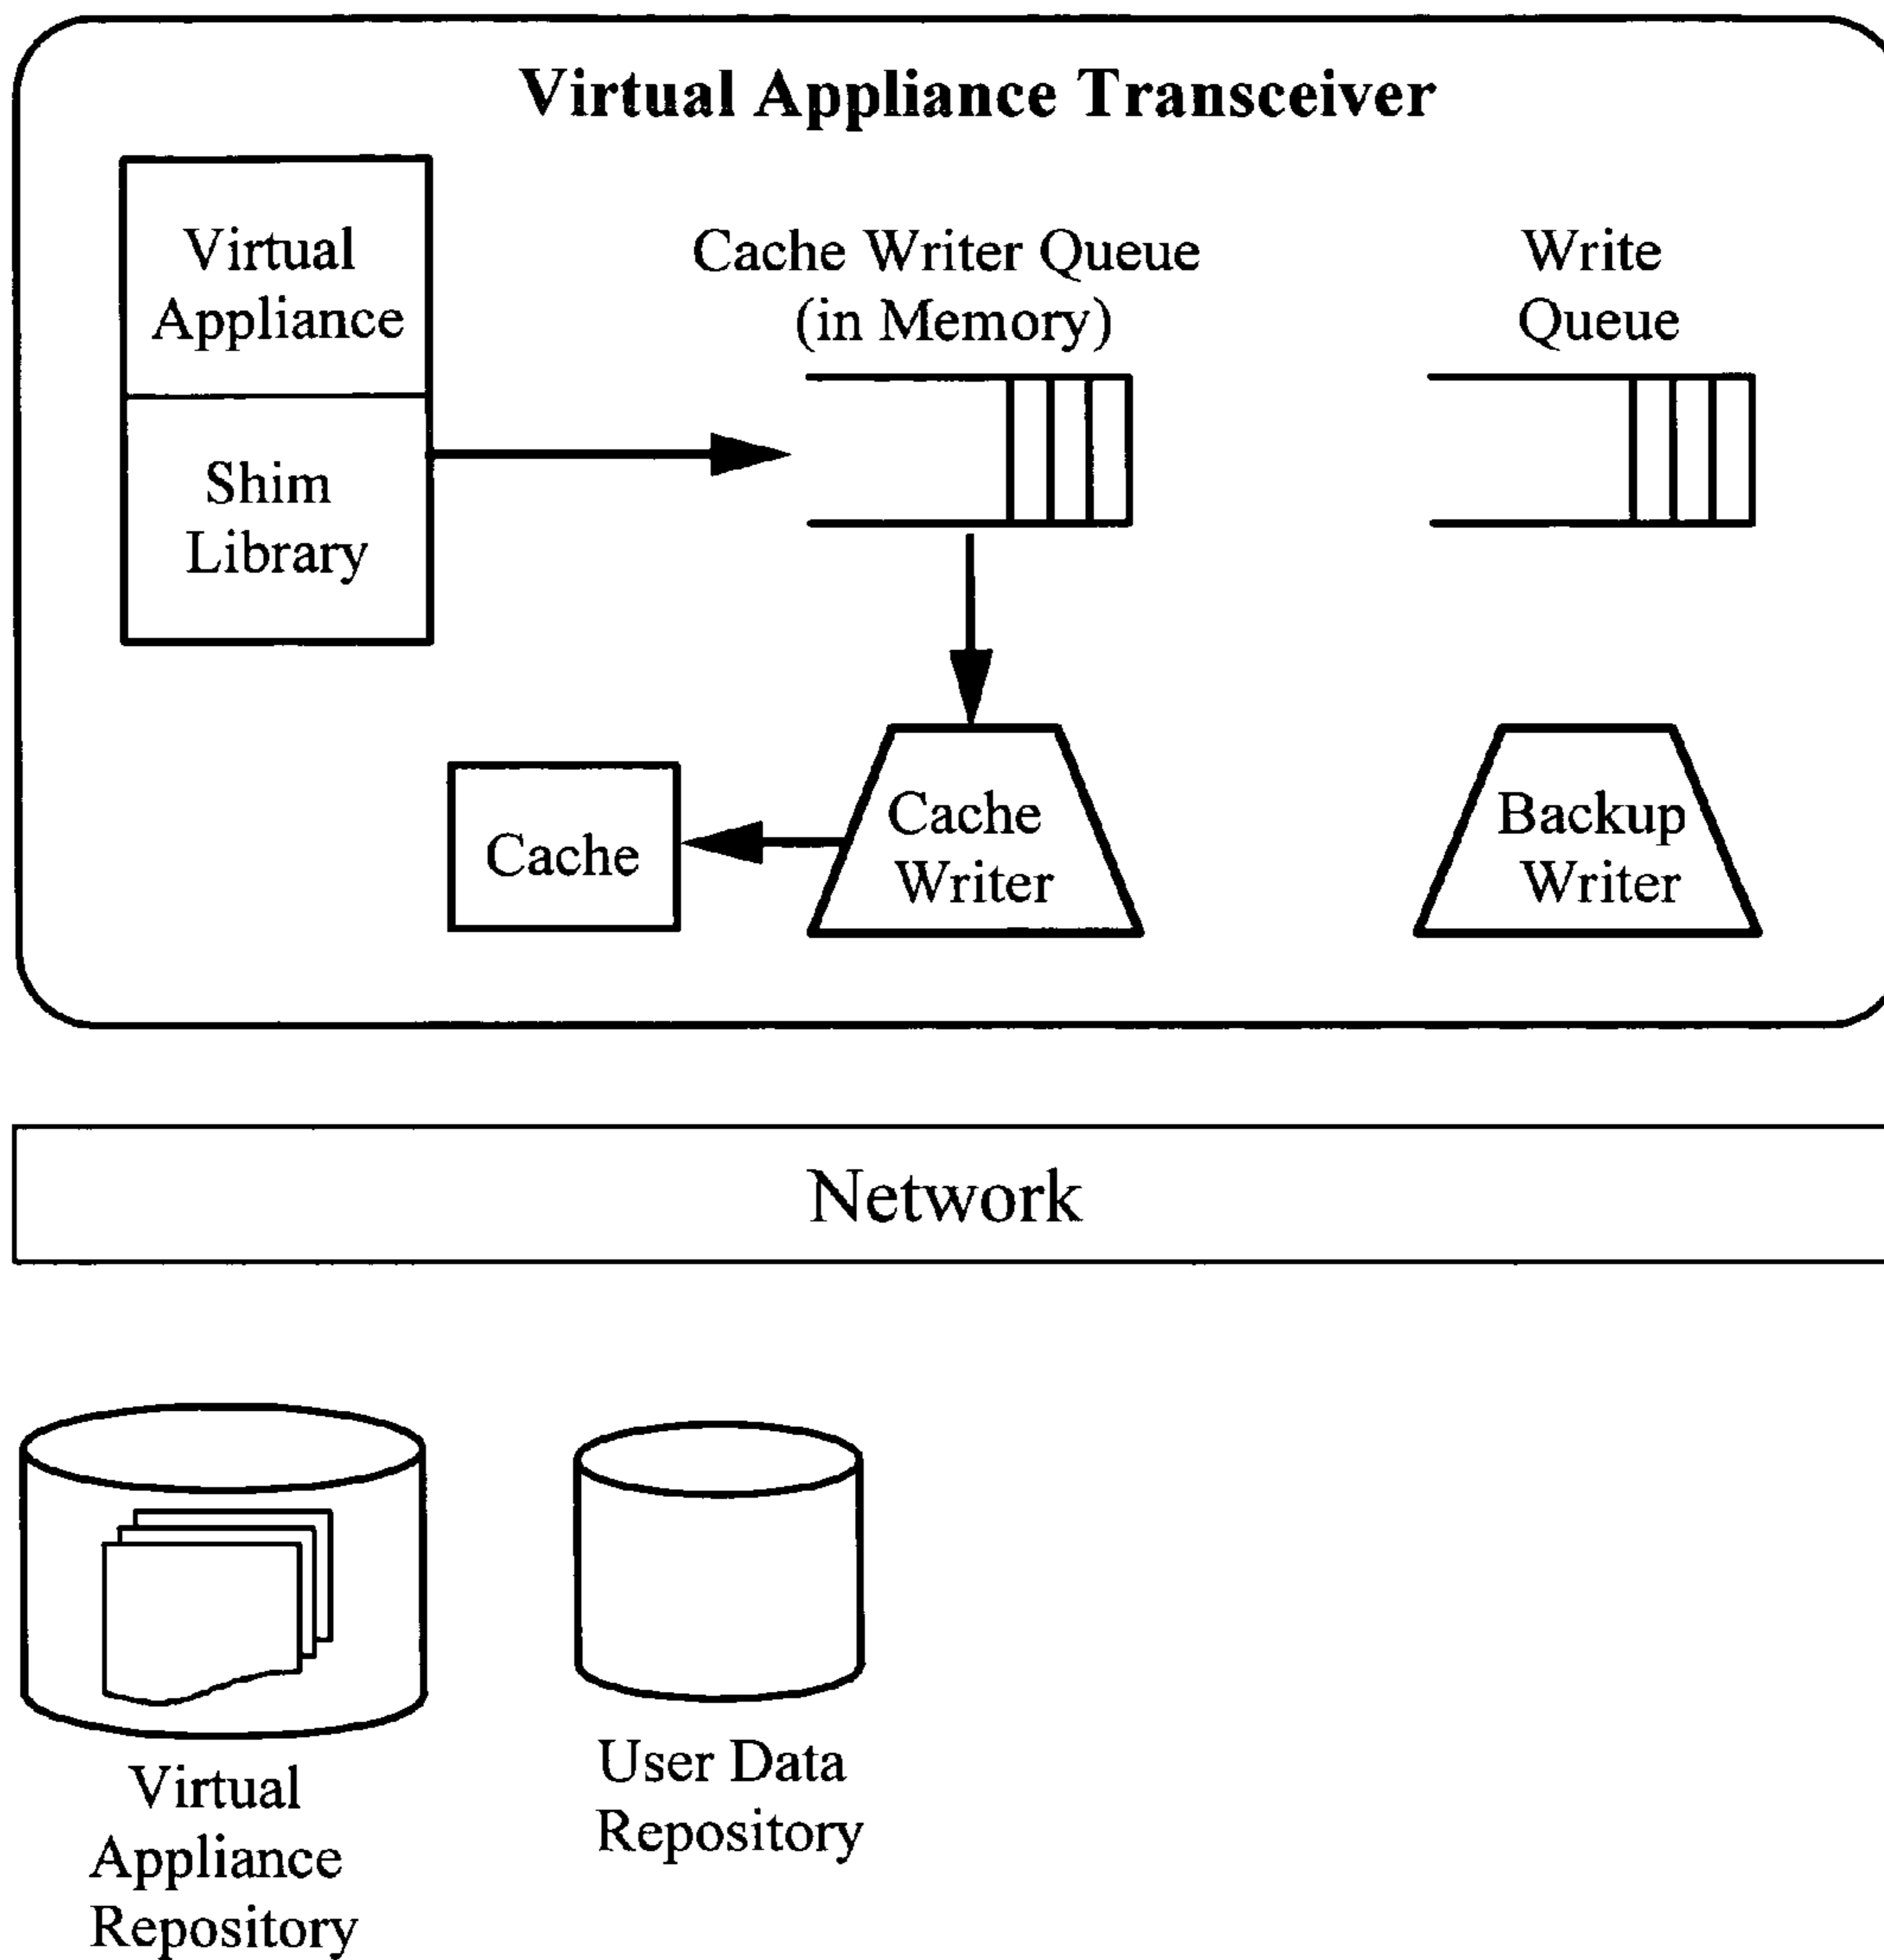 Virtual Appliance Transceiver
Virtual
Appliance
Shim
Library
Cache Writer Queue
(in Memory)
Write
Queue
Cache
Cache
Writer
Backup
Writer
Network
Virtual
Appliance
Repository
User Data
Repository